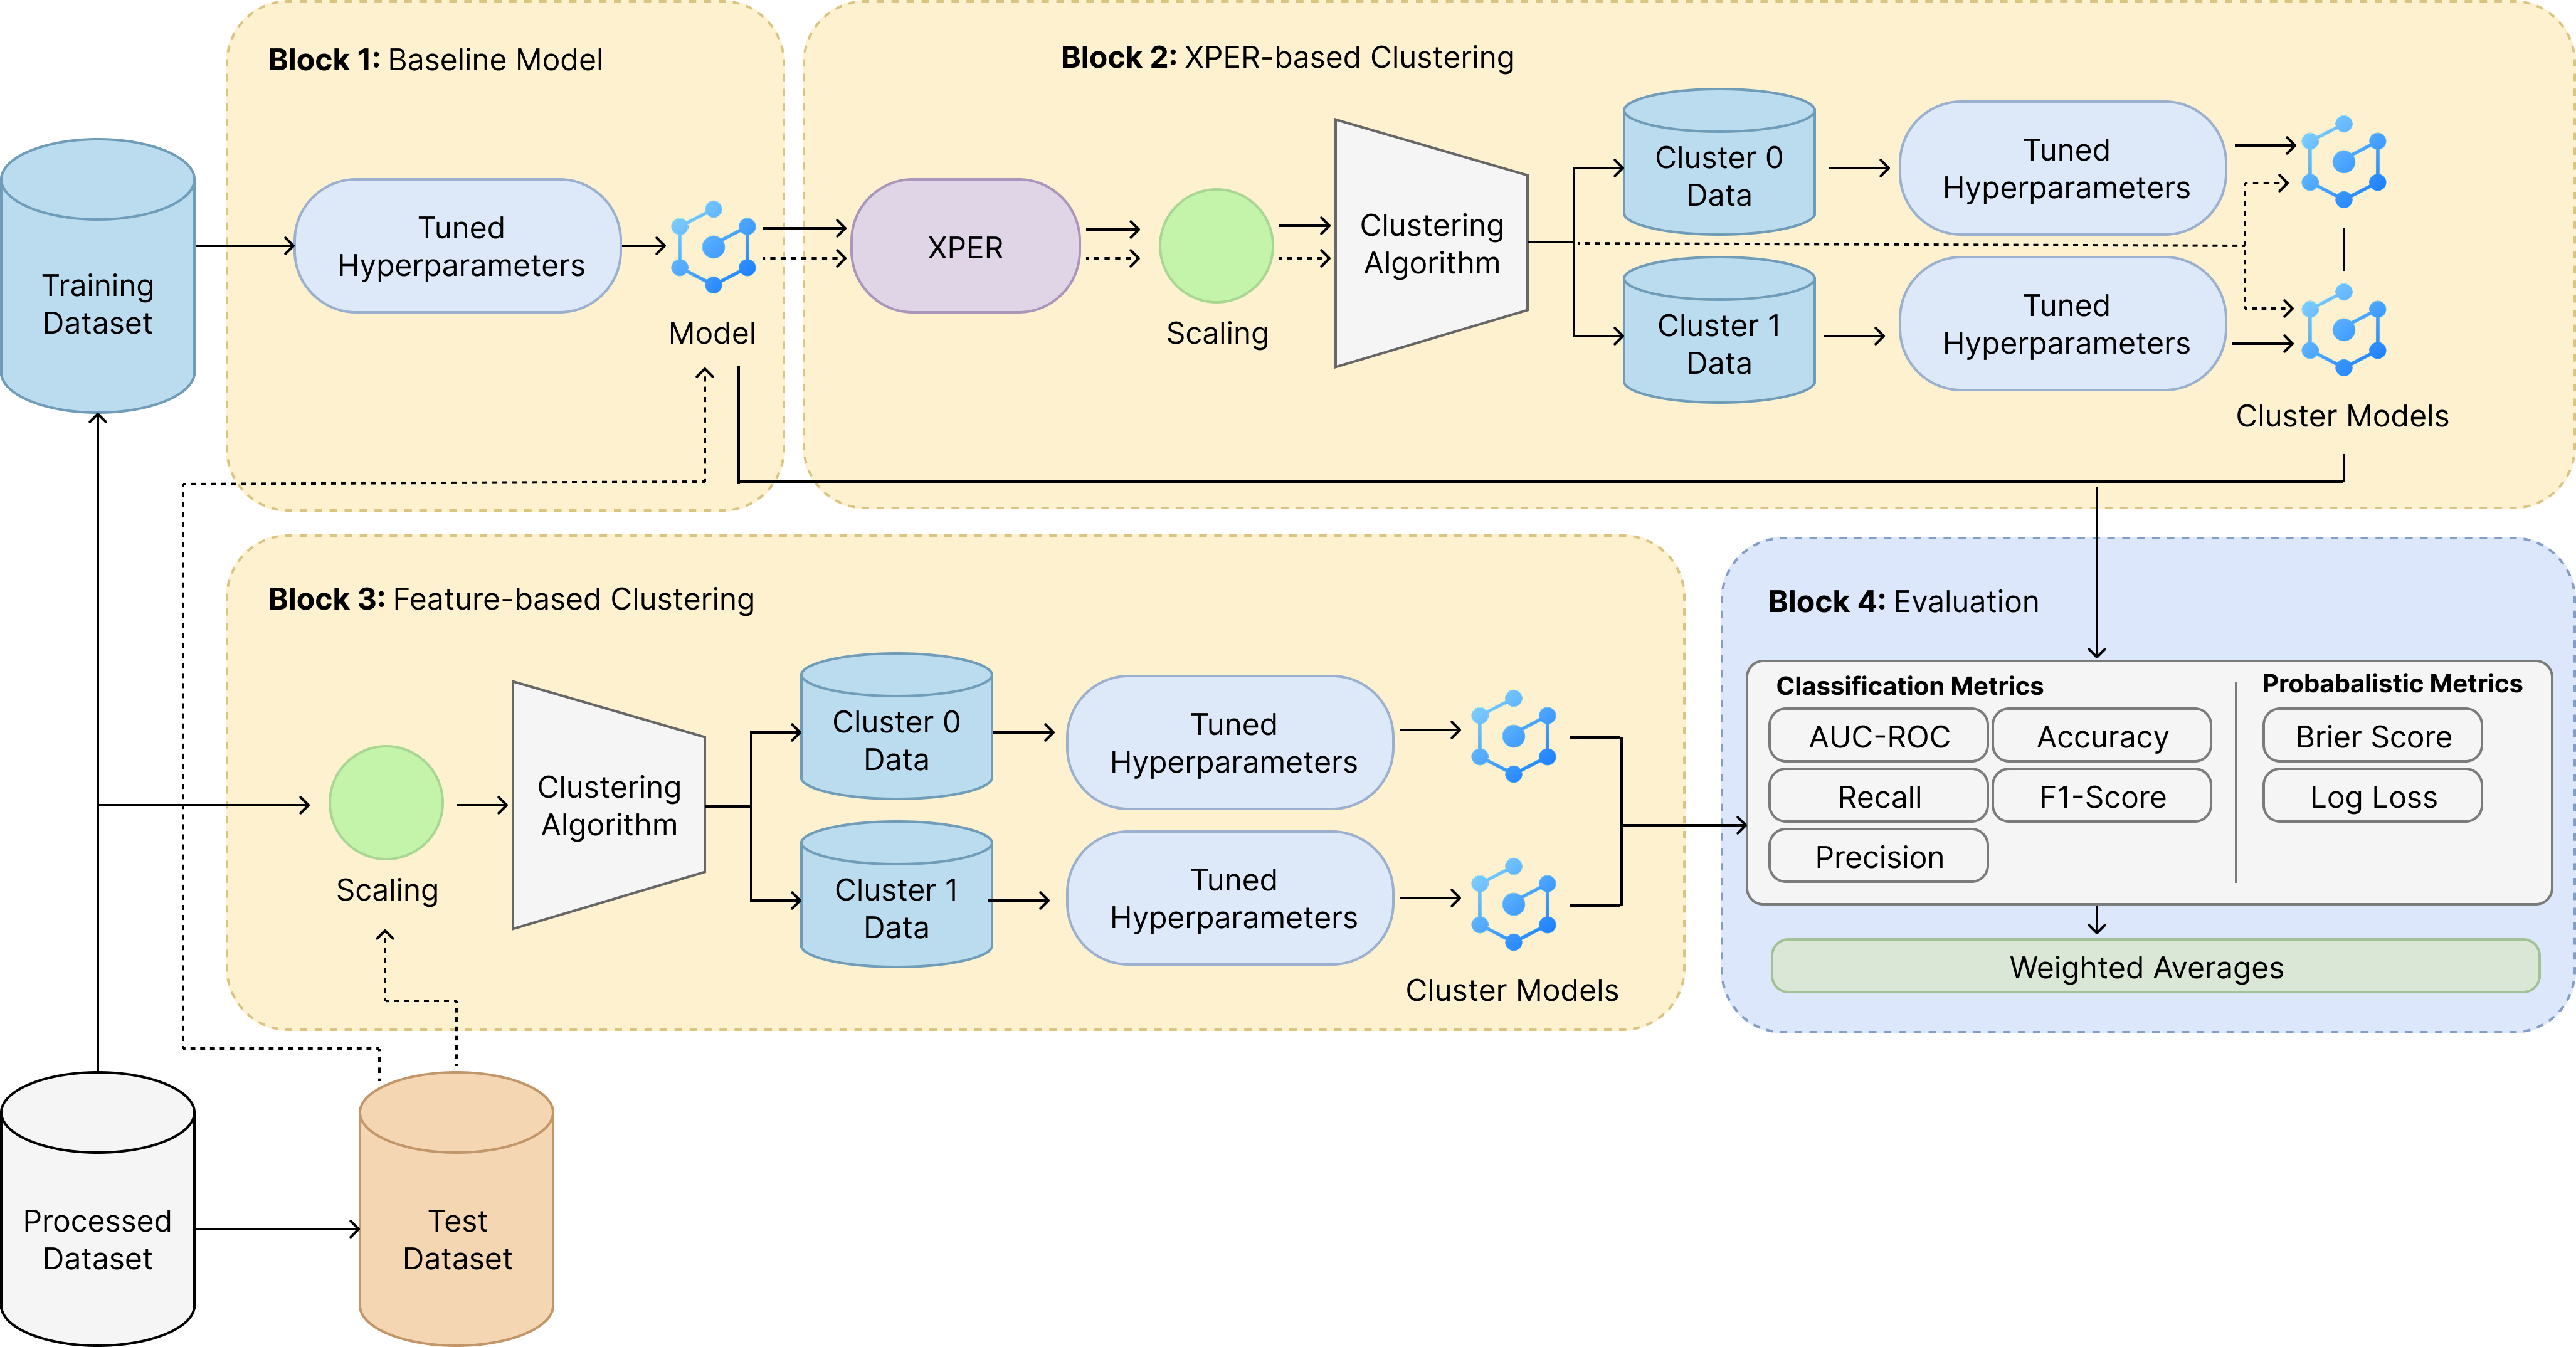 Block 1: Baseline Model
Training
Dataset
Tuned
Hyperparameters
Model
Block 2: XPER-based Clustering
XPER
Scaling
Clustering
Algorithm
Cluster 0
Data
Tuned
Hyperparameters
Cluster 1
Data
Tuned
Hyperparameters
Cluster Models
Block 3: Feature-based Clustering
Scaling
Clustering
Algorithm
Cluster 0
Data
Tuned
Hyperparameters
Cluster 1
Data
Tuned
Hyperparameters
Cluster Models
Block 4: Evaluation
Classification Metrics
AUC-ROC
Accuracy
Recall
F1-Score
Precision
Probabalistic Metrics
Brier Score
Log Loss
Weighted Averages
Processed
Dataset
Test
Dataset